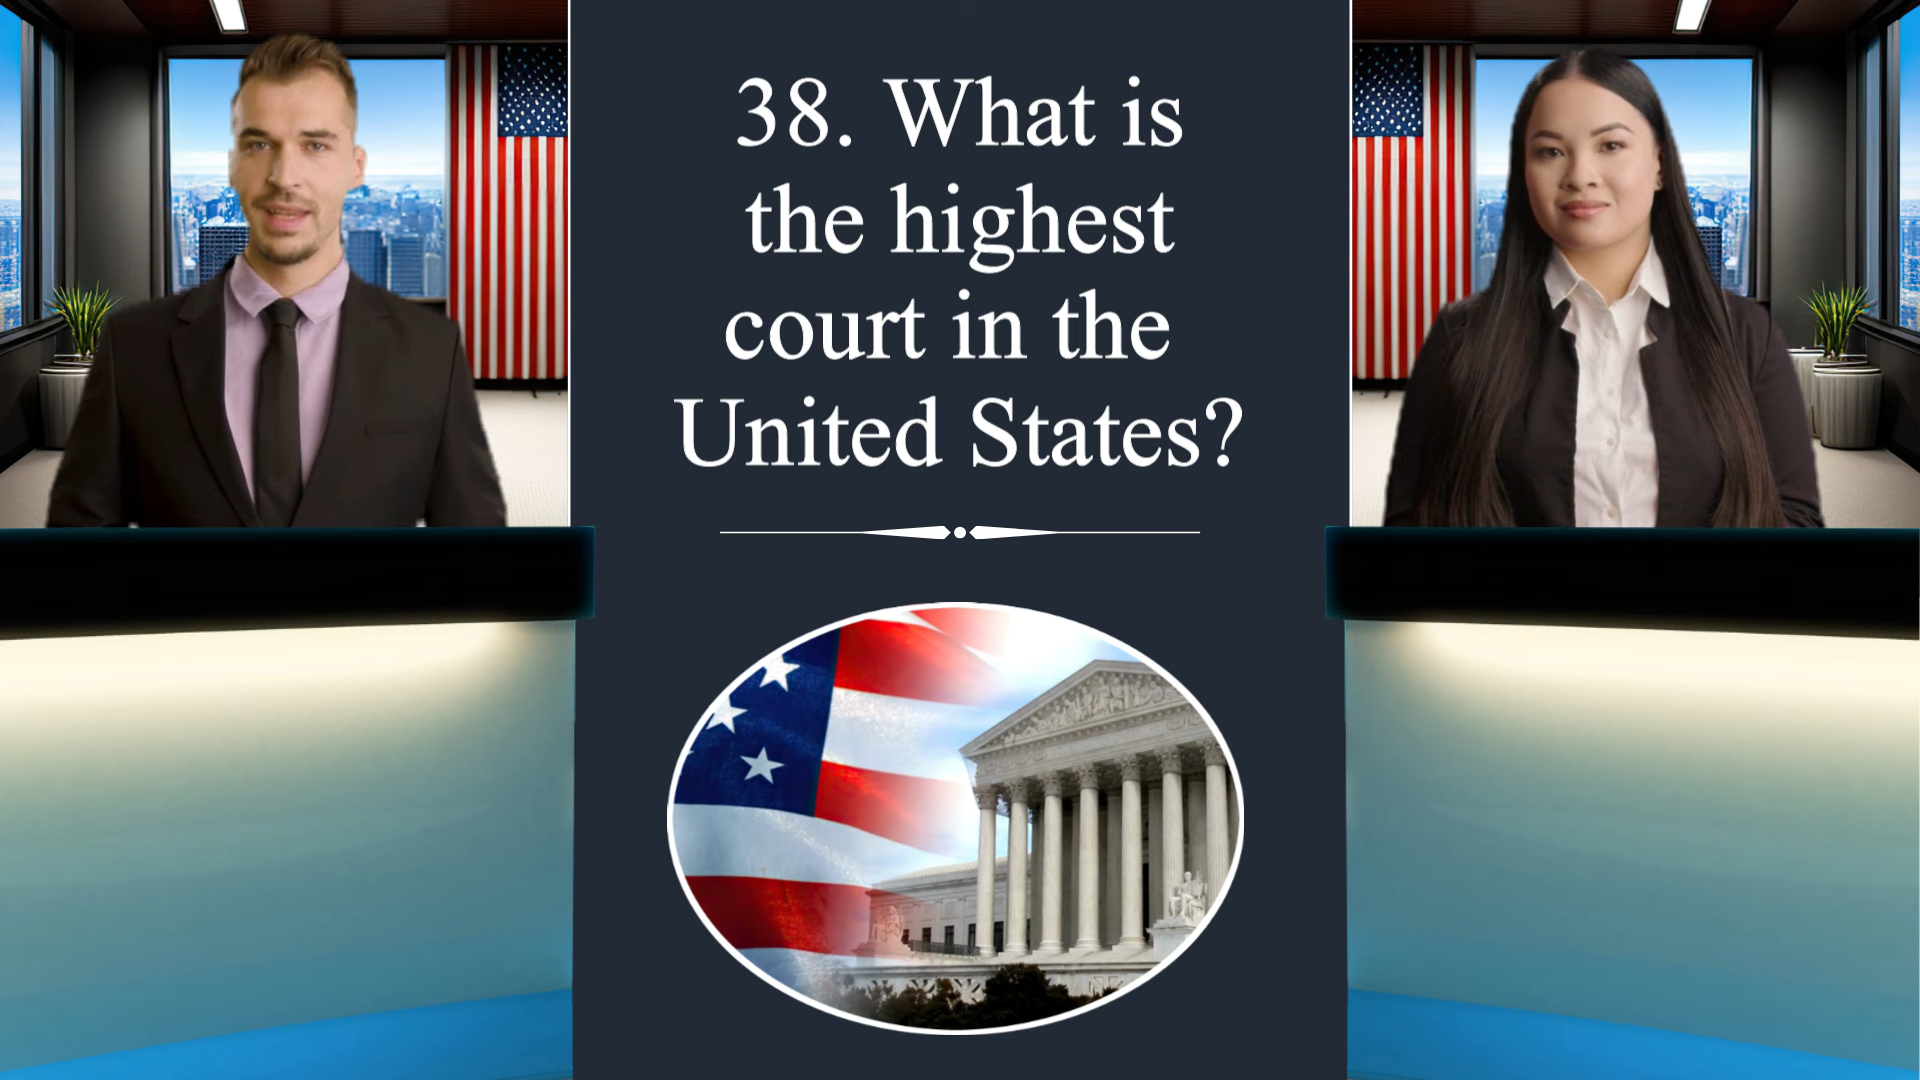 38. What is
the highest
court in the
United States?